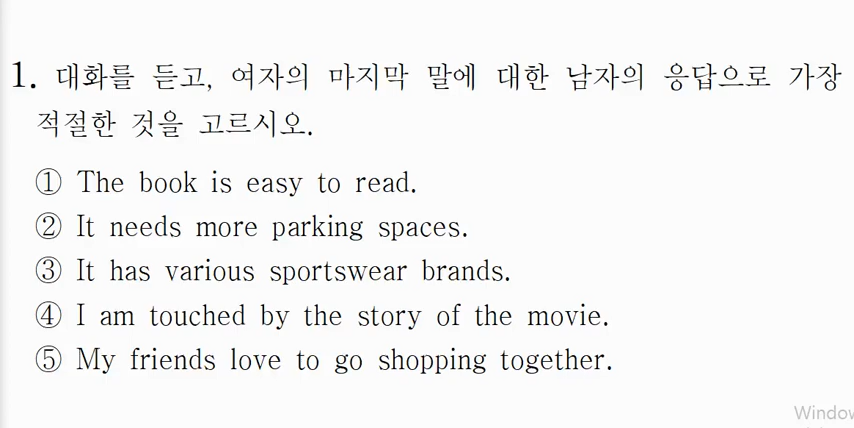 1. 대화를 듣고, 여자의 마지막 말에 대한 남자의 응답으로 가장
적절한 것을 고르시오.
① The book is easy to read.
② It needs more parking spaces.
③ It has various sportswear brands.
④ I am touched by the story of the movie.
⑤ My friends love to go shopping together.